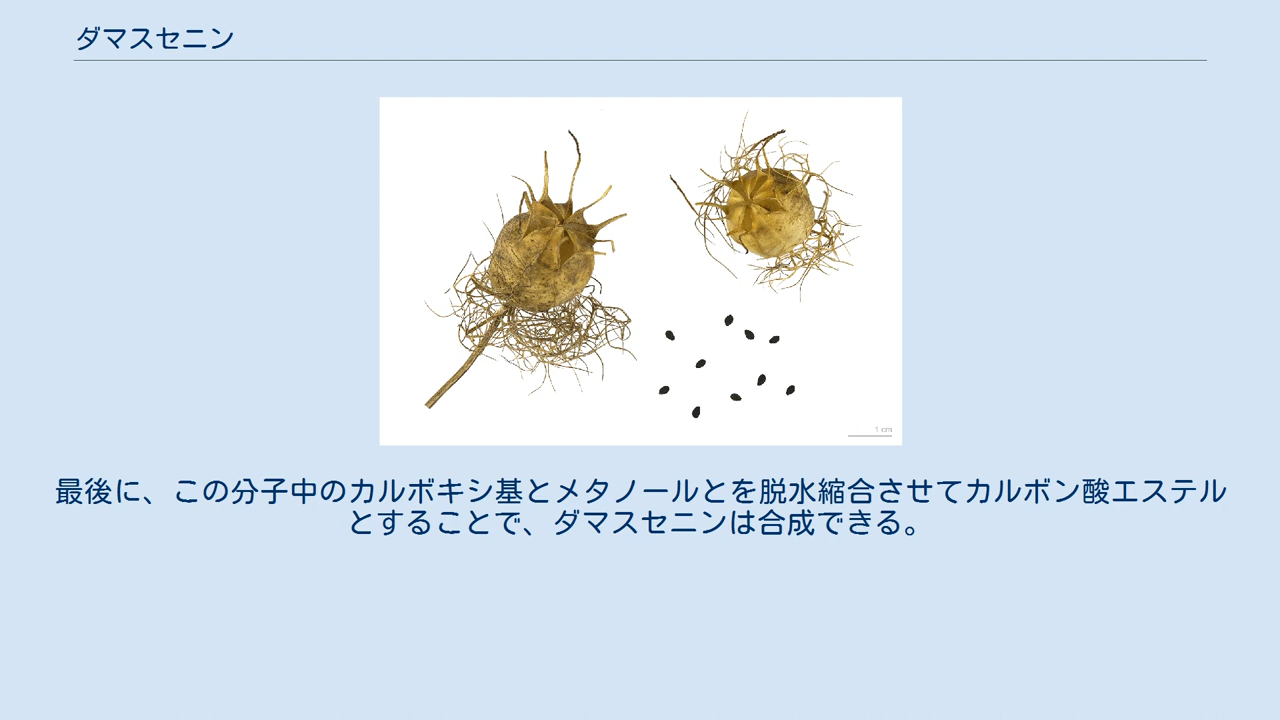 ダマスセニン
1 cm
最後に、この分子中のカルボキシ基とメタノールとを脱水縮合させてカルボン酸エステル
とすることで、ダマスセニンは合成できる。